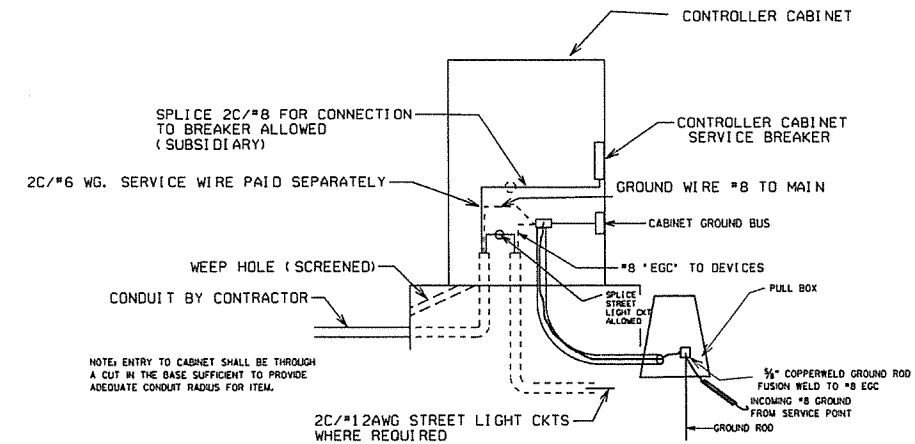 CONTROLLER CABINET
SPLICE 2C/#8 FOR CONNECTION
TO BREAKER ALLOWED
(SUBSIDIARY)
CONTROLLER CABINET
SERVICE BREAKER
2C/#6 WG. SERVICE WIRE PAID SEPARATELY
GROUND WIRE #8 TO MAIN
CABINET GROUND BUS
WEEP HOLE (SCREENED)
#8 "EGC" TO DEVICES
CONDUIT BY CONTRACTOR
SPLICE
STREET
LIGHT CKT
ALLOWED
PULL BOX
NOTE: ENTRY TO CABINET SHALL BE THROUGH
A CUT IN THE BASE SUFFICIENT TO PROVIDE
ADEQUATE CONDUIT RADIUS FOR ITEM.
5/8" COPPERWELD GROUND ROD
FUSION WELD TO #8 EGC
INCOMING #8 GROUND
FROM SERVICE POINT
2C/#12AWG STREET LIGHT CKTS
WHERE REQUIRED
GROUND ROD